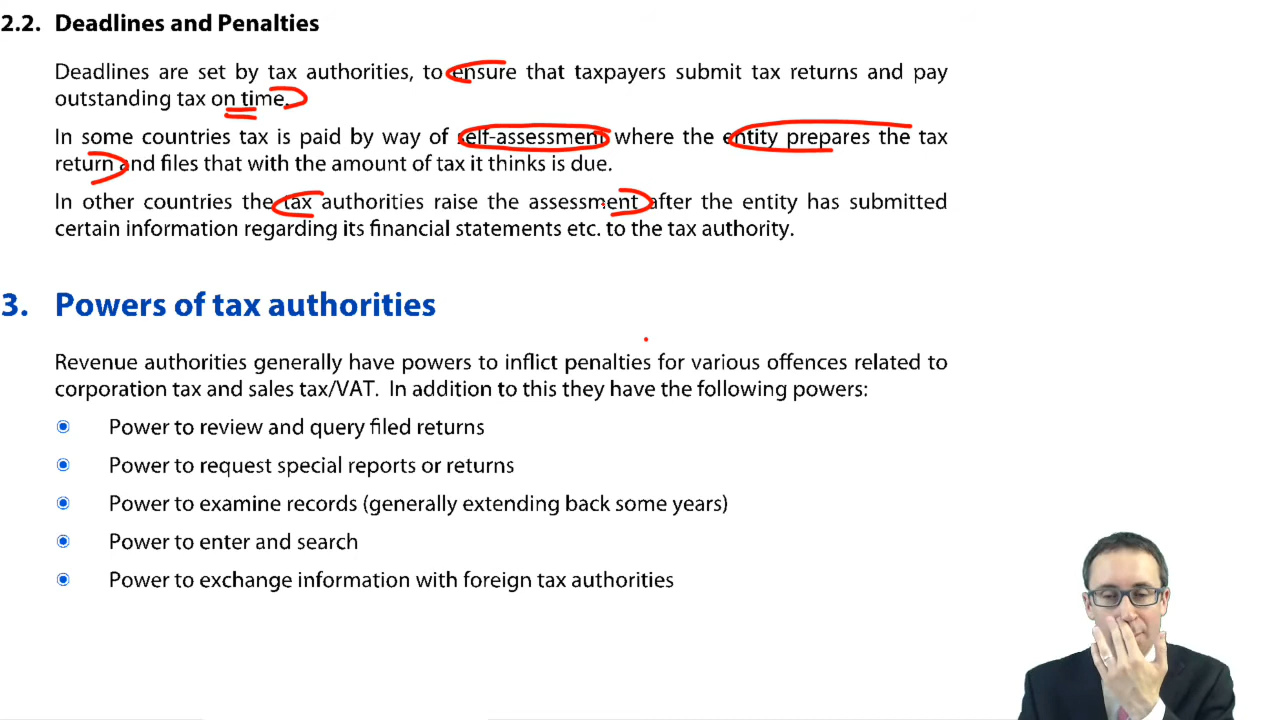 2.2. Deadlines and Penalties
Deadlines are set by tax authorities, to ensure that taxpayers submit tax returns and pay
outstanding tax on time.
In some countries tax is paid by way of self-assessment where the entity prepares the tax
return and files that with the amount of tax it thinks is due.
In other countries the tax authorities raise the assessment after the entity has submitted
certain information regarding its financial statements etc. to the tax authority.
3. Powers of tax authorities
Revenue authorities generally have powers to inflict penalties for various offences related to
corporation tax and sales tax/VAT. In addition to this they have the following powers:
Power to review and query filed returns
Power to request special reports or returns
Power to examine records (generally extending back some years)
Power to enter and search
Power to exchange information with foreign tax authorities